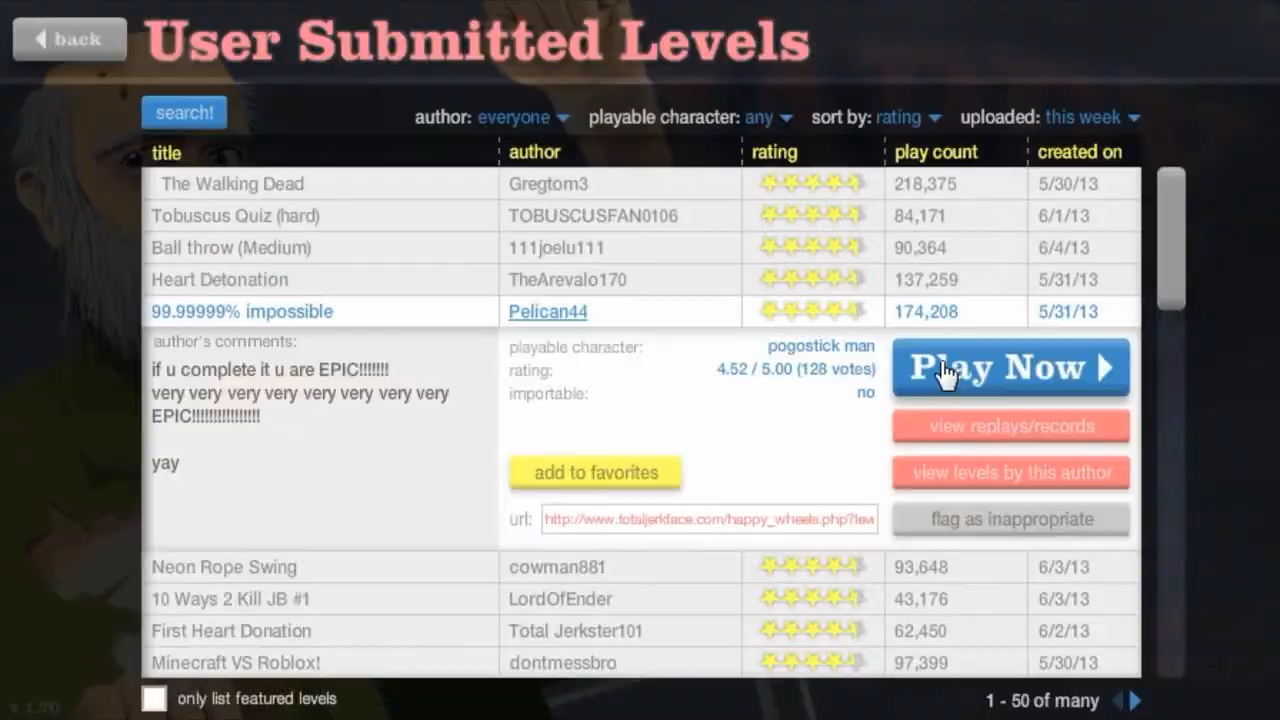 back
User Submitted Levels
search!
author: everyone playable character: any sort by: rating uploaded: this week
title author rating play count created on
The Walking Dead Gregtom3 218,375 5/30/13
Tobuscus Quiz (hard) TOBUSCUSFAN0106 84,171 6/1/13
Ball throw (Medium) 111joelu111 90,364 6/4/13
Heart Detonation TheArevalo170 137,259 5/31/13
99.99999% impossible Pelican44 174,208 5/31/13
author's comments:
if u complete it u are EPIC!!!!!!!
very very very very very very very very
EPIC!!!!!!!!!!!!!!!!
yay
playable character: pogostick man
rating: 4.52 / 5.00 (128 votes)
importable: no
add to favorites
url: http://www.totaljerkface.com/happy_wheels.php?lev
Play Now
view replays/records
view levels by this author
flag as inappropriate
Neon Rope Swing cowman881 93,648 6/3/13
10 Ways 2 Kill JB #1 LordOfEnder 43,176 6/3/13
First Heart Donation Total Jerkster101 62,450 6/2/13
Minecraft VS Roblox! dontmessbro 97,399 5/30/13
only list featured levels
1 - 50 of many
v 1.70